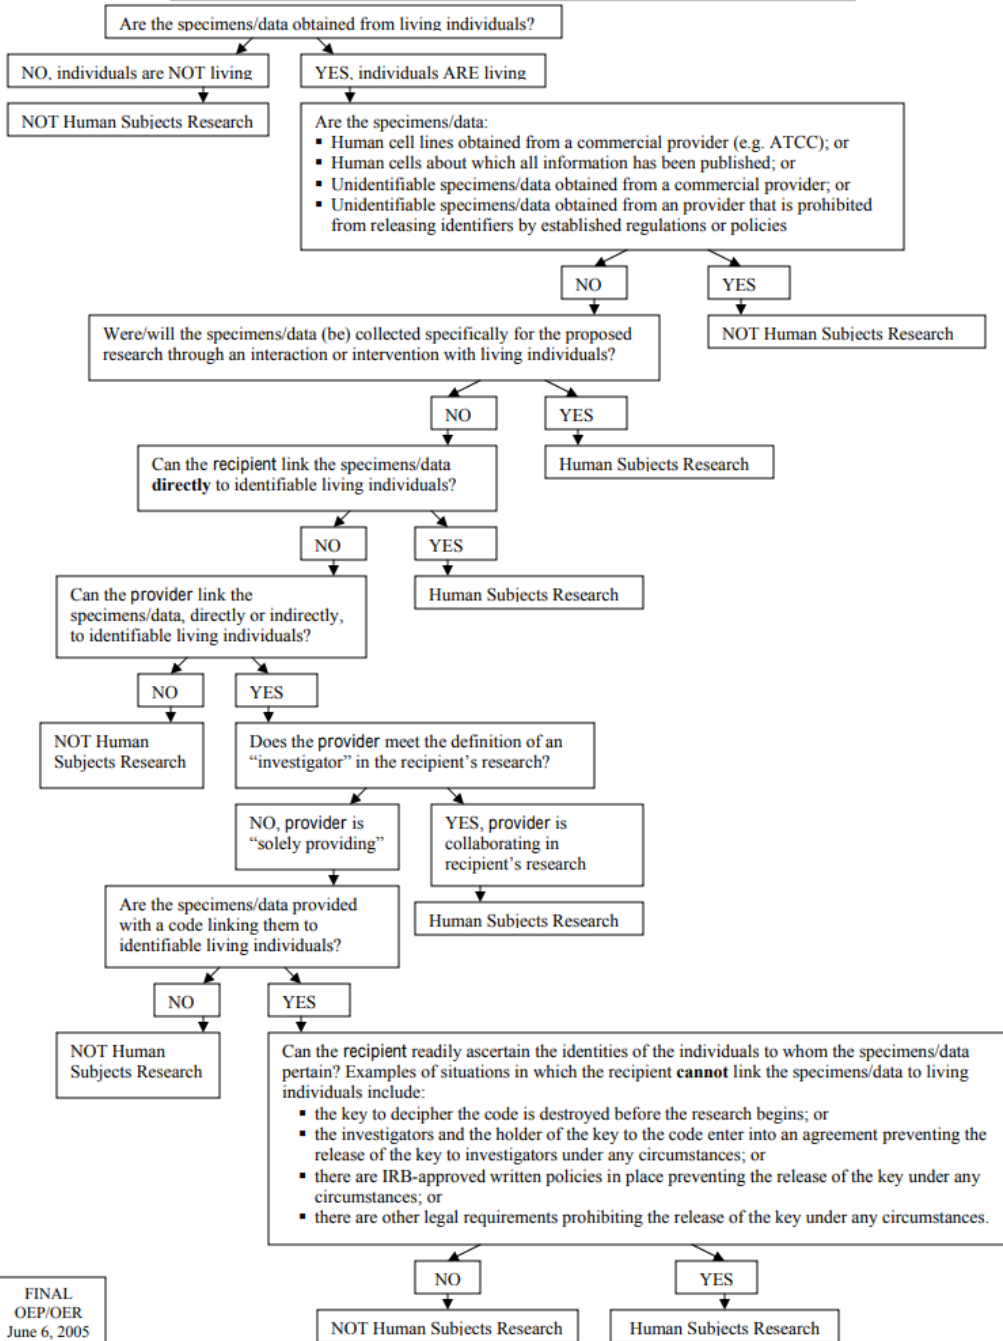 Are the specimens/data obtained from living individuals?
NO, individuals are NOT living
YES, individuals ARE living
NOT Human Subjects Research
Are the specimens/data:
▪ Human cell lines obtained from a commercial provider (e.g. ATCC); or
▪ Human cells about which all information has been published; or
▪ Unidentifiable specimens/data obtained from a commercial provider; or
▪ Unidentifiable specimens/data obtained from an provider that is prohibited
from releasing identifiers by established regulations or policies
NO
YES
NOT Human Subjects Research
Were/will the specimens/data (be) collected specifically for the proposed
research through an interaction or intervention with living individuals?
NO
YES
Human Subjects Research
Can the recipient link the specimens/data
directly to identifiable living individuals?
NO
YES
Human Subjects Research
Can the provider link the
specimens/data, directly or indirectly,
to identifiable living individuals?
NO
YES
NOT Human
Subjects Research
Does the provider meet the definition of an
“investigator” in the recipient’s research?
NO, provider is
“solely providing”
YES, provider is
collaborating in
recipient’s research
Human Subjects Research
Are the specimens/data provided
with a code linking them to
identifiable living individuals?
NO
YES
NOT Human
Subjects Research
Can the recipient readily ascertain the identities of the individuals to whom the specimens/data
pertain? Examples of situations in which the recipient cannot link the specimens/data to living
individuals include:
▪ the key to decipher the code is destroyed before the research begins; or
▪ the investigators and the holder of the key to the code enter into an agreement preventing the
release of the key to investigators under any circumstances; or
▪ there are IRB-approved written policies in place preventing the release of the key under any
circumstances; or
▪ there are other legal requirements prohibiting the release of the key under any circumstances.
NO
YES
NOT Human Subjects Research
Human Subjects Research
FINAL
OEP/OER
June 6, 2005